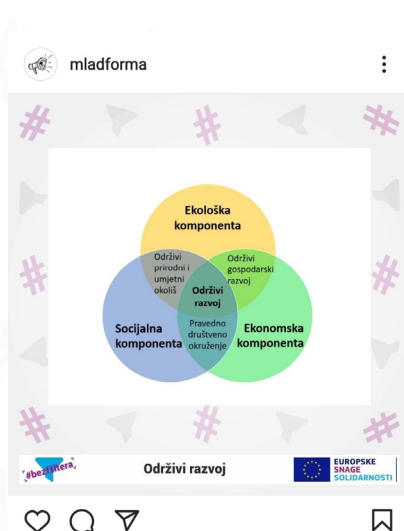 mladforma
Ekološka
komponenta
Održivi
prirodni i
umjetni
okoliš
Održivi
gospodarski
razvoj
Održivi
razvoj
Socijalna
komponenta
Pravedno
društveno
okruženje
Ekonomska
komponenta
#bezfiltera
Održivi razvoj
EUROPSKE
SNAGE
SOLIDARNOSTI